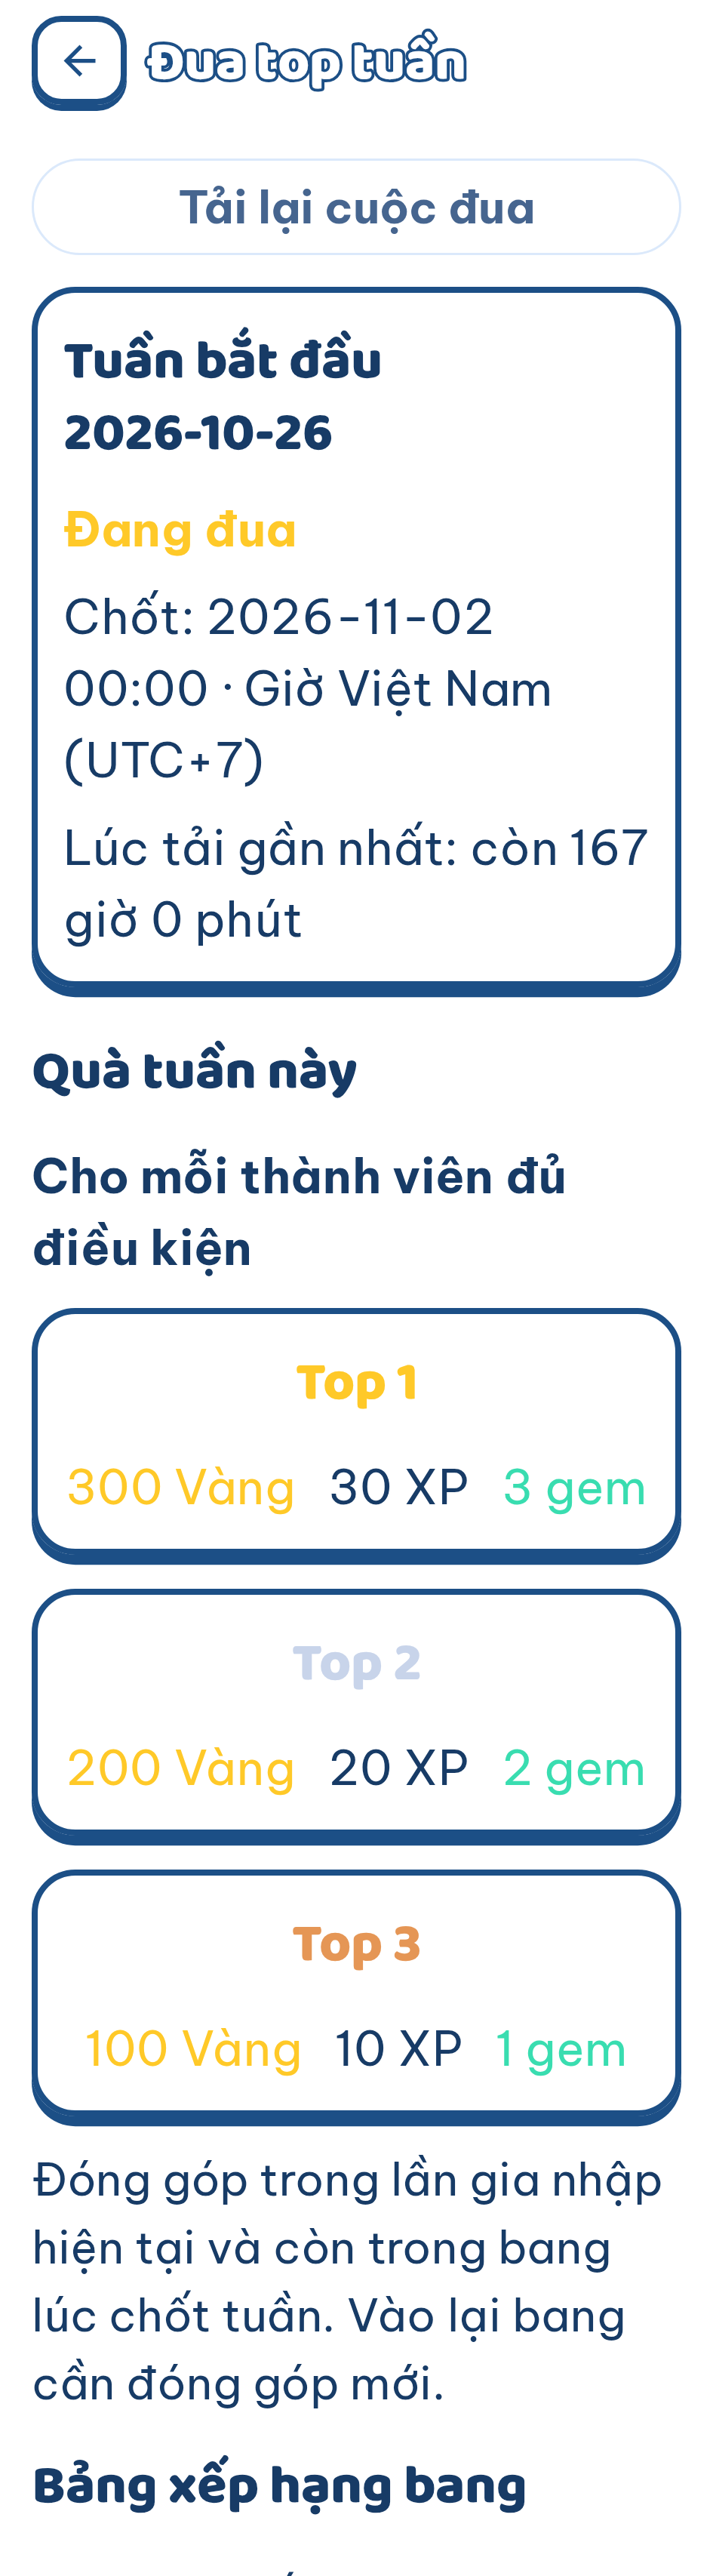 Đua top tuần
Tải lại cuộc đua
Tuần bắt đầu
2026-10-26
Đang đua
Chốt: 2026-11-02
00:00 · Giờ Việt Nam
(UTC+7)
Lúc tải gần nhất: còn 167
giờ 0 phút
Quà tuần này
Cho mỗi thành viên đủ
điều kiện
Top 1
300 Vàng 30 XP 3 gem
Top 2
200 Vàng 20 XP 2 gem
Top 3
100 Vàng 10 XP 1 gem
Đóng góp trong lần gia nhập
hiện tại và còn trong bang
lúc chốt tuần. Vào lại bang
cần đóng góp mới.
Bảng xếp hạng bang